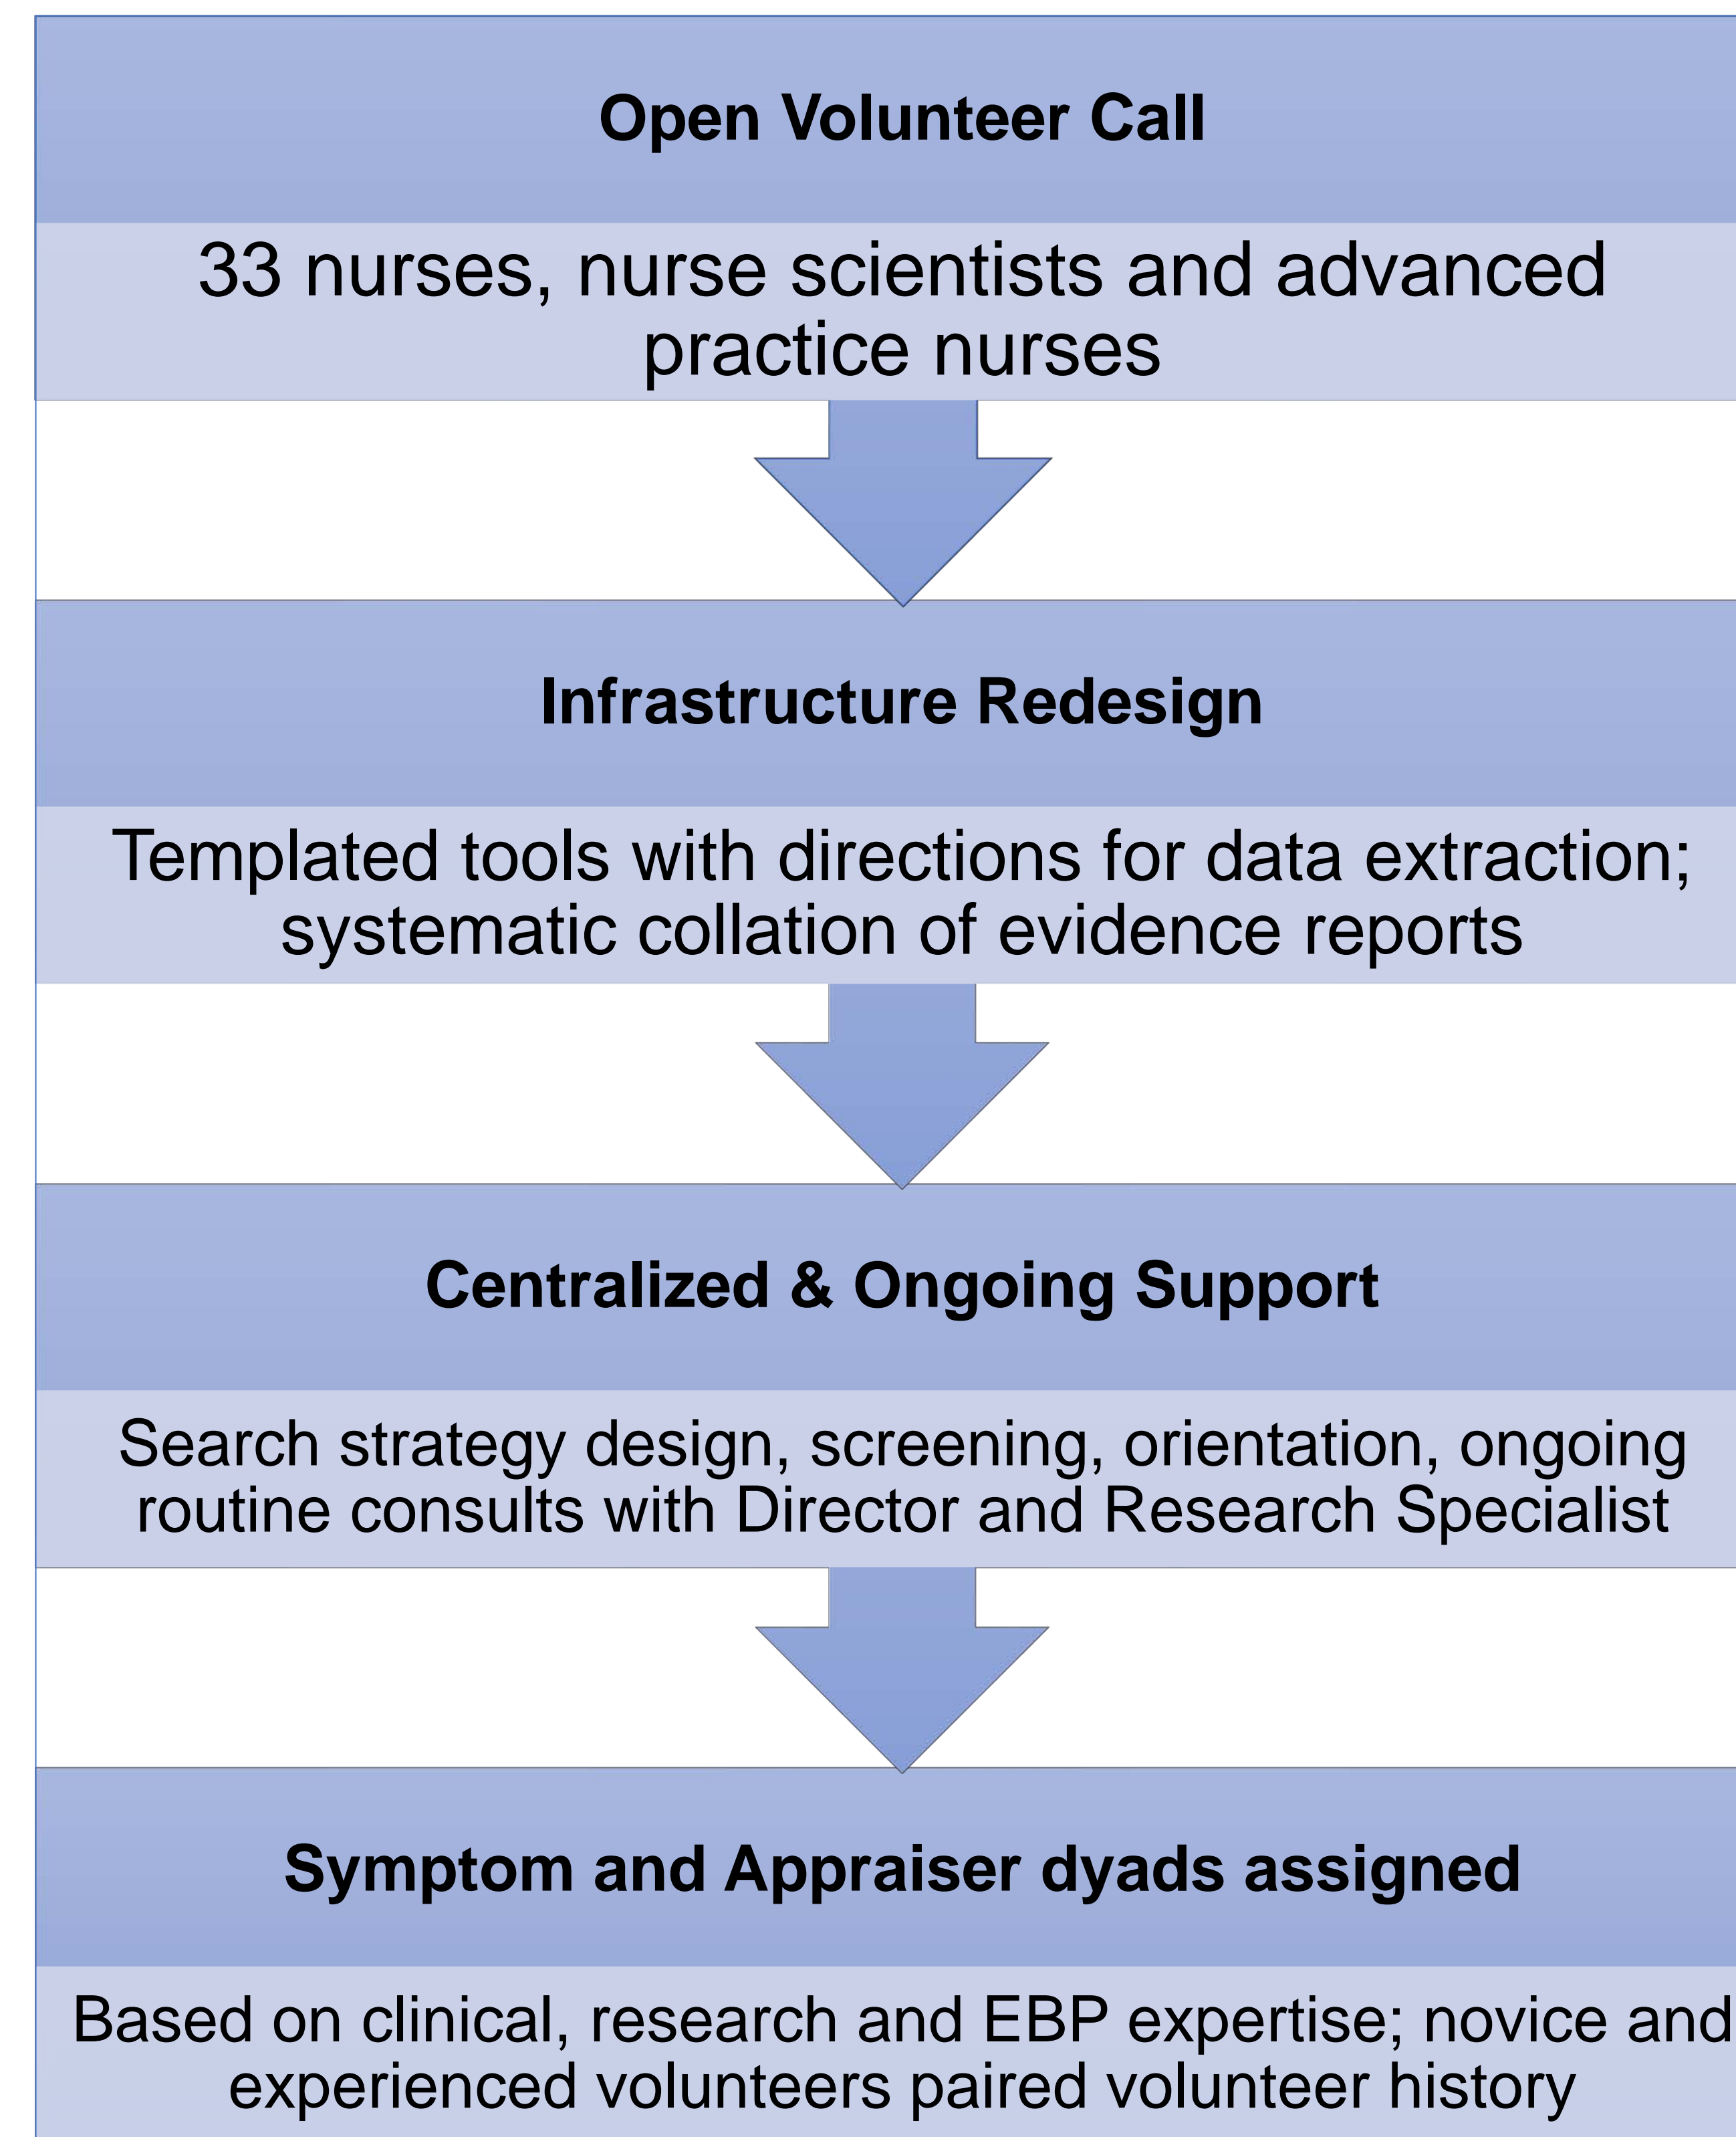 Open Volunteer Call
33 nurses, nurse scientists and advanced
practice nurses
Infrastructure Redesign
Templated tools with directions for data extraction;
systematic collation of evidence reports
Centralized & Ongoing Support
Search strategy design, screening, orientation, ongoing
routine consults with Director and Research Specialist
Symptom and Appraiser dyads assigned
Based on clinical, research and EBP expertise; novice and
experienced volunteers paired volunteer history